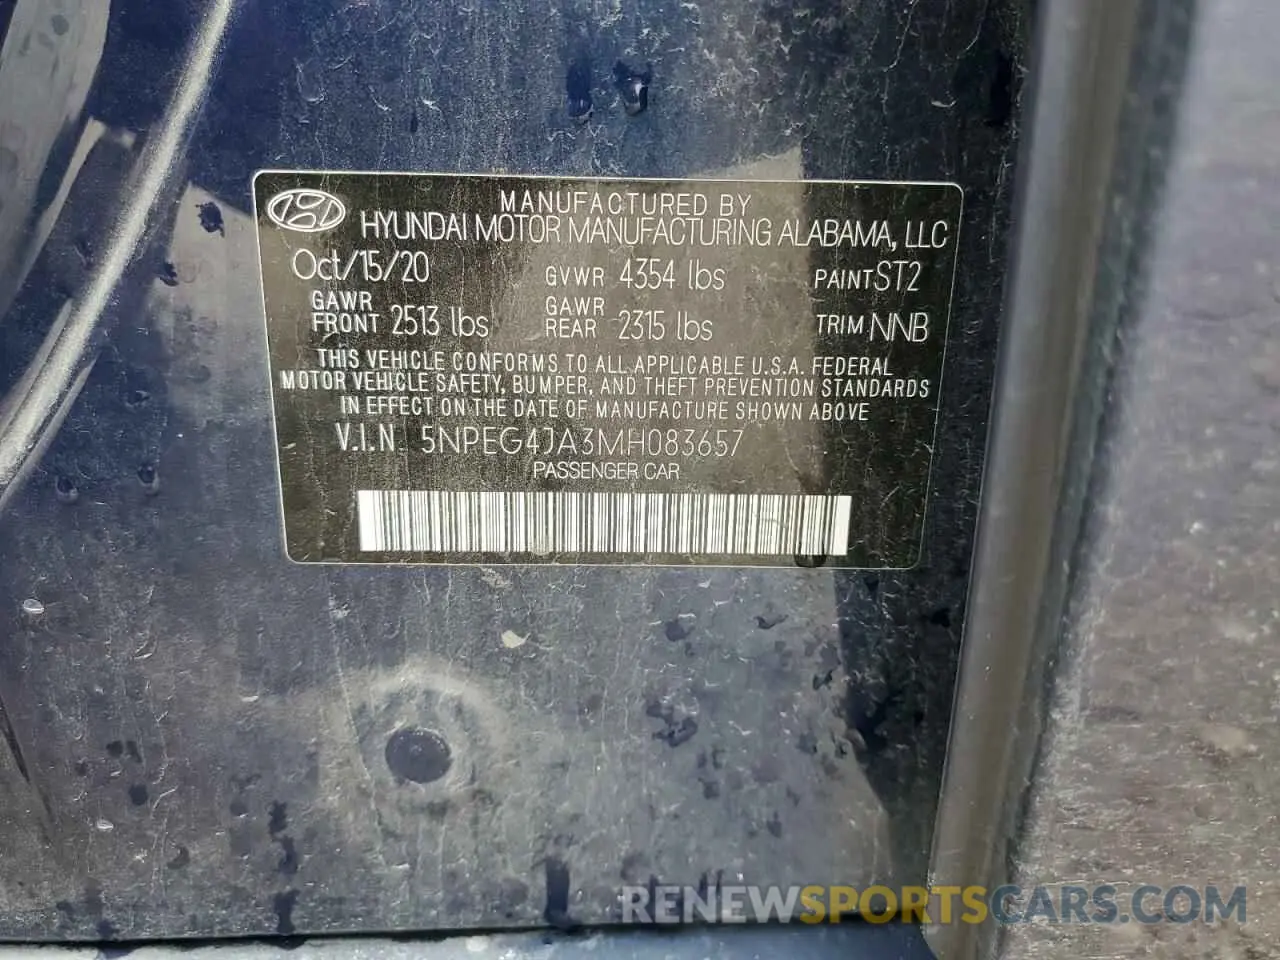 MANUFACTURED BY
HYUNDAI MOTOR MANUFACTURING ALABAMA, LLC
Oct/15/20 GVWR 4354 lbs PAINT ST2
GAWR FRONT 2513 lbs GAWR REAR 2315 lbs TRIM NNB
THIS VEHICLE CONFORMS TO ALL APPLICABLE U.S.A. FEDERAL
MOTOR VEHICLE SAFETY, BUMPER, AND THEFT PREVENTION STANDARDS
IN EFFECT ON THE DATE OF MANUFACTURE SHOWN ABOVE
V.I.N 5NPEG4JA3MH083657
PASSENGER CAR
RENEWSPORTSCARS.COM